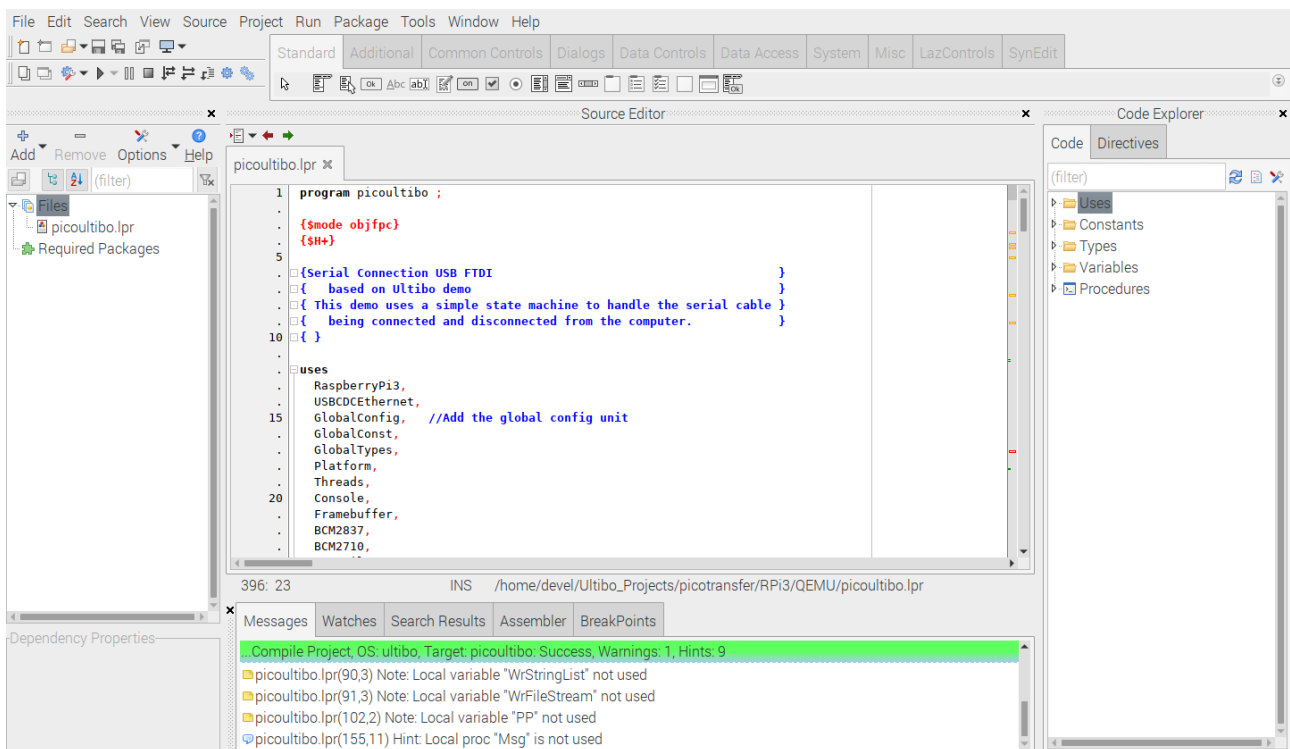 File Edit Search View Source Project Run Package Tools Window Help
Standard Additional Common Controls Dialogs Data Controls Data Access System Misc LazControls SynEdit
Ok Abc abI on
Source Editor
Code Explorer
Add Remove Options Help
(filter)
Files
picoultibo.lpr
Required Packages
Dependency Properties
picoultibo.lpr
1 program picoultibo ;
.
. {$mode objfpc}
. {$H+}
5
. {Serial Connection USB FTDI }
. { based on Ultibo demo }
. { This demo uses a simple state machine to handle the serial cable }
. { being connected and disconnected from the computer. }
10 { }
.
. uses
. RaspberryPi3,
. USBCDCEthernet,
15 GlobalConfig, //Add the global config unit
. GlobalConst,
. GlobalTypes,
. Platform,
. Threads,
20 Console,
. Framebuffer,
. BCM2837,
. BCM2710,
396: 23 INS /home/devel/Ultibo_Projects/picotransfer/RPi3/QEMU/picoultibo.lpr
Messages Watches Search Results Assembler BreakPoints
...Compile Project, OS: ultibo, Target: picoultibo: Success, Warnings: 1, Hints: 9
picoultibo.lpr(90,3) Note: Local variable "WrStringList" not used
picoultibo.lpr(91,3) Note: Local variable "WrFileStream" not used
picoultibo.lpr(102,2) Note: Local variable "PP" not used
picoultibo.lpr(155,11) Hint: Local proc "Msg" is not used
Code Directives
(filter)
Uses
Constants
Types
Variables
Procedures